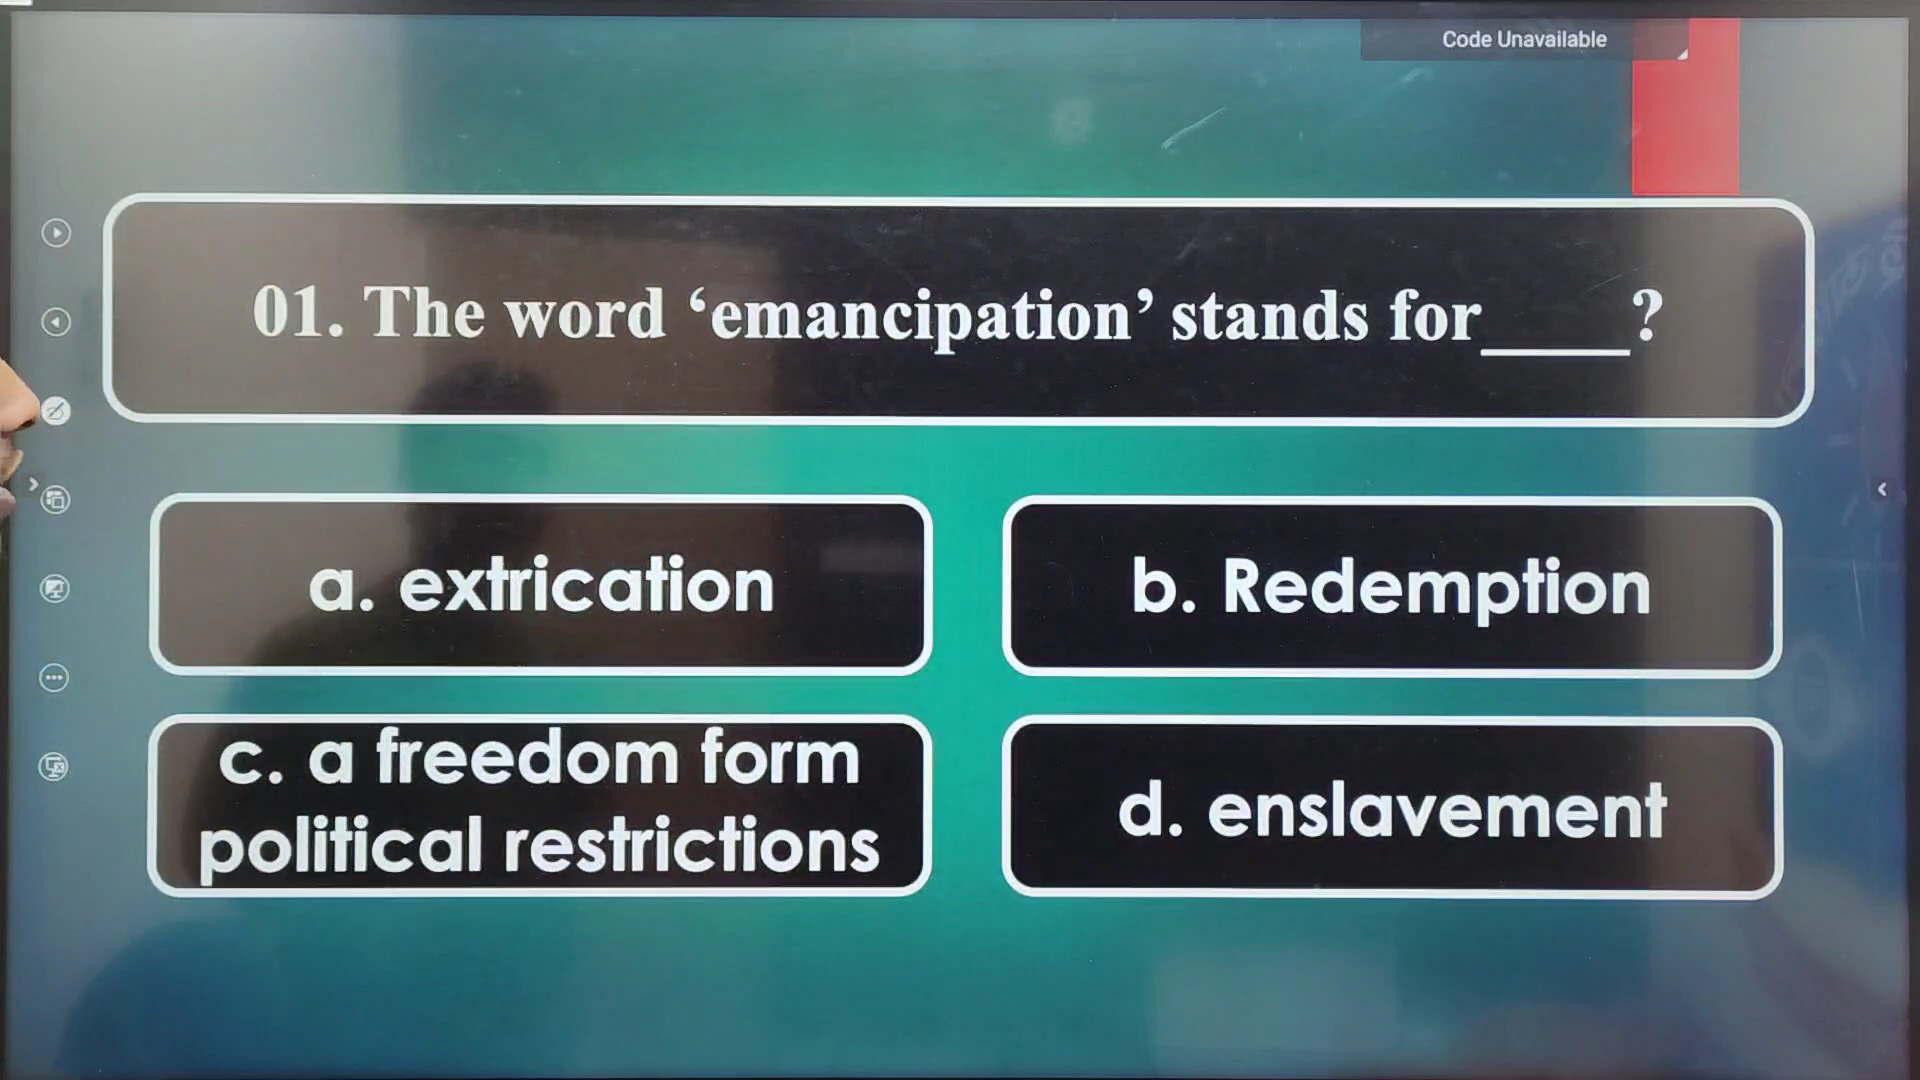 Code Unavailable
01. The word ‘emancipation’ stands for____?
a. extrication
b. Redemption
c. a freedom form
political restrictions
d. enslavement